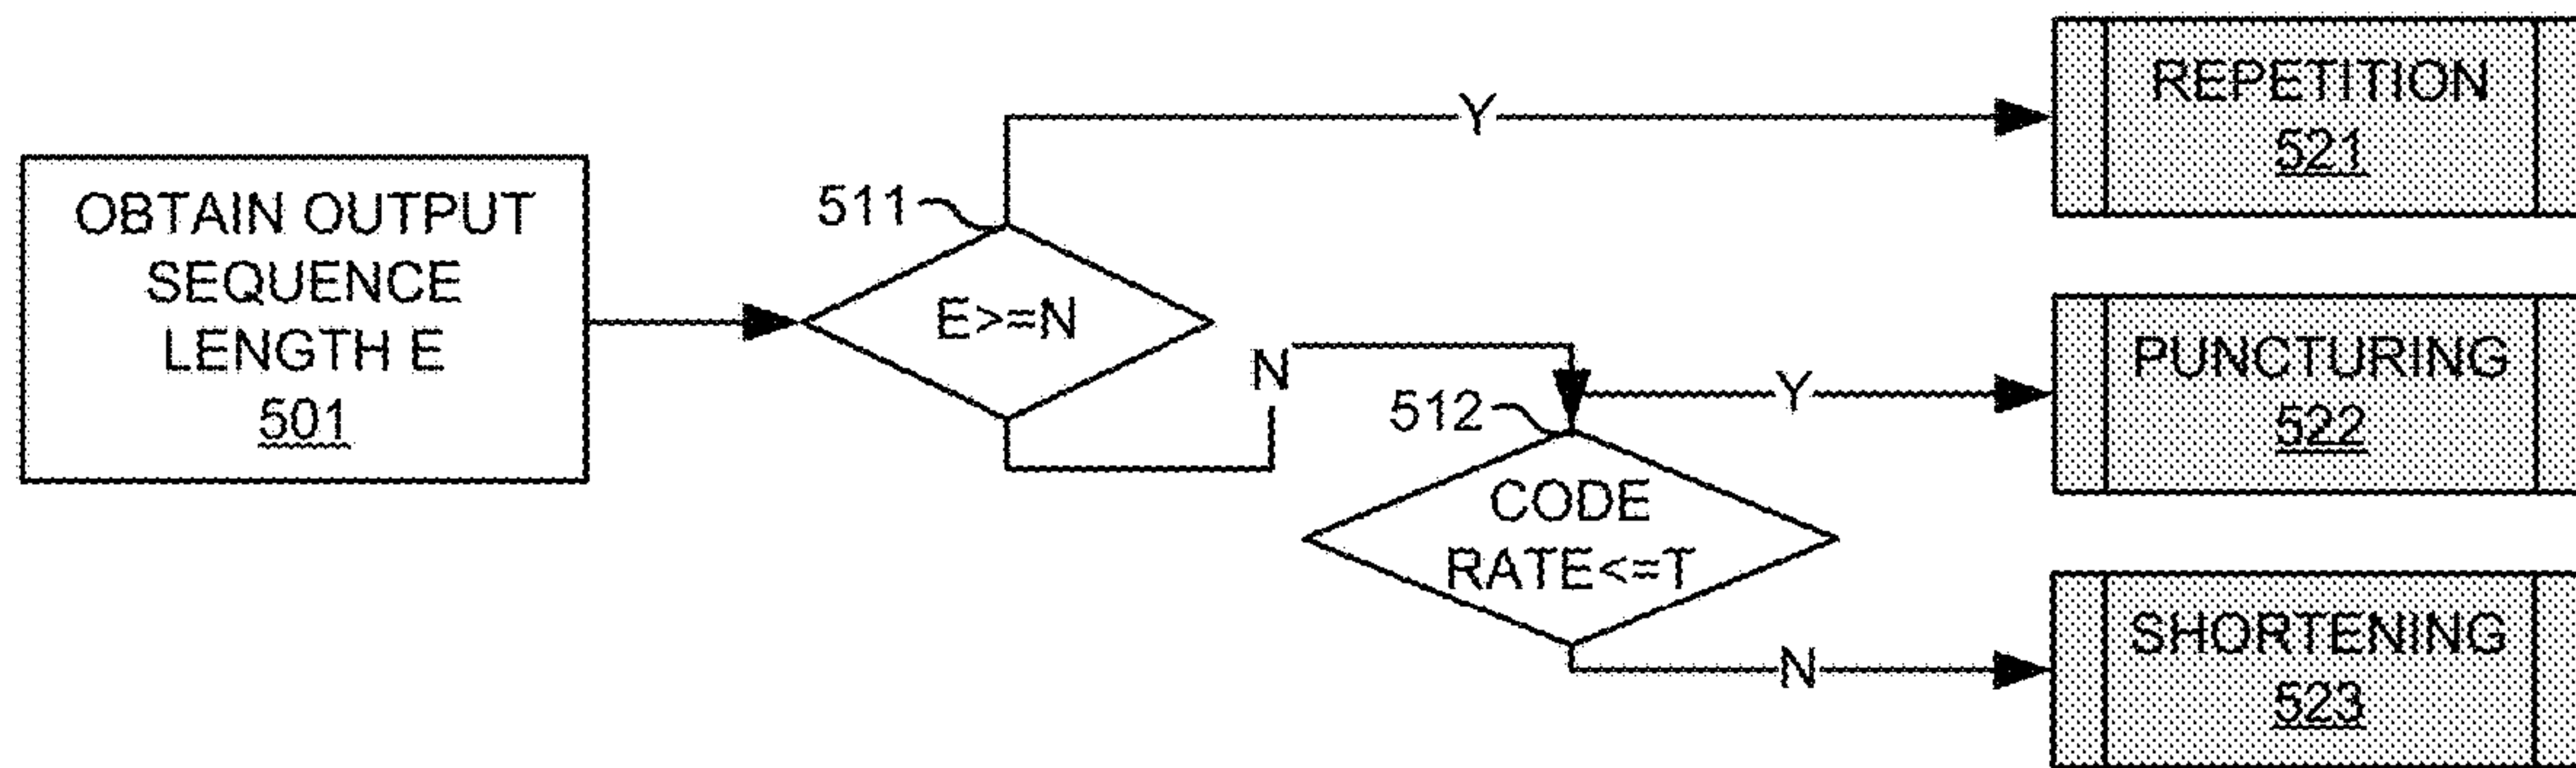 OBTAIN OUTPUT
SEQUENCE
LENGTH E
501
511
E>=N
Y
N
512
CODE
RATE<=T
Y
N
REPETITION
521
PUNCTURING
522
SHORTENING
523